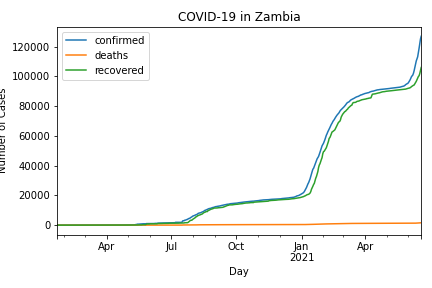 COVID-19 in Zambia
confirmed
deaths
recovered
120000
100000
80000
60000
40000
20000
0
Number of Cases
Apr
Jul
Oct
Jan
2021
Apr
Day